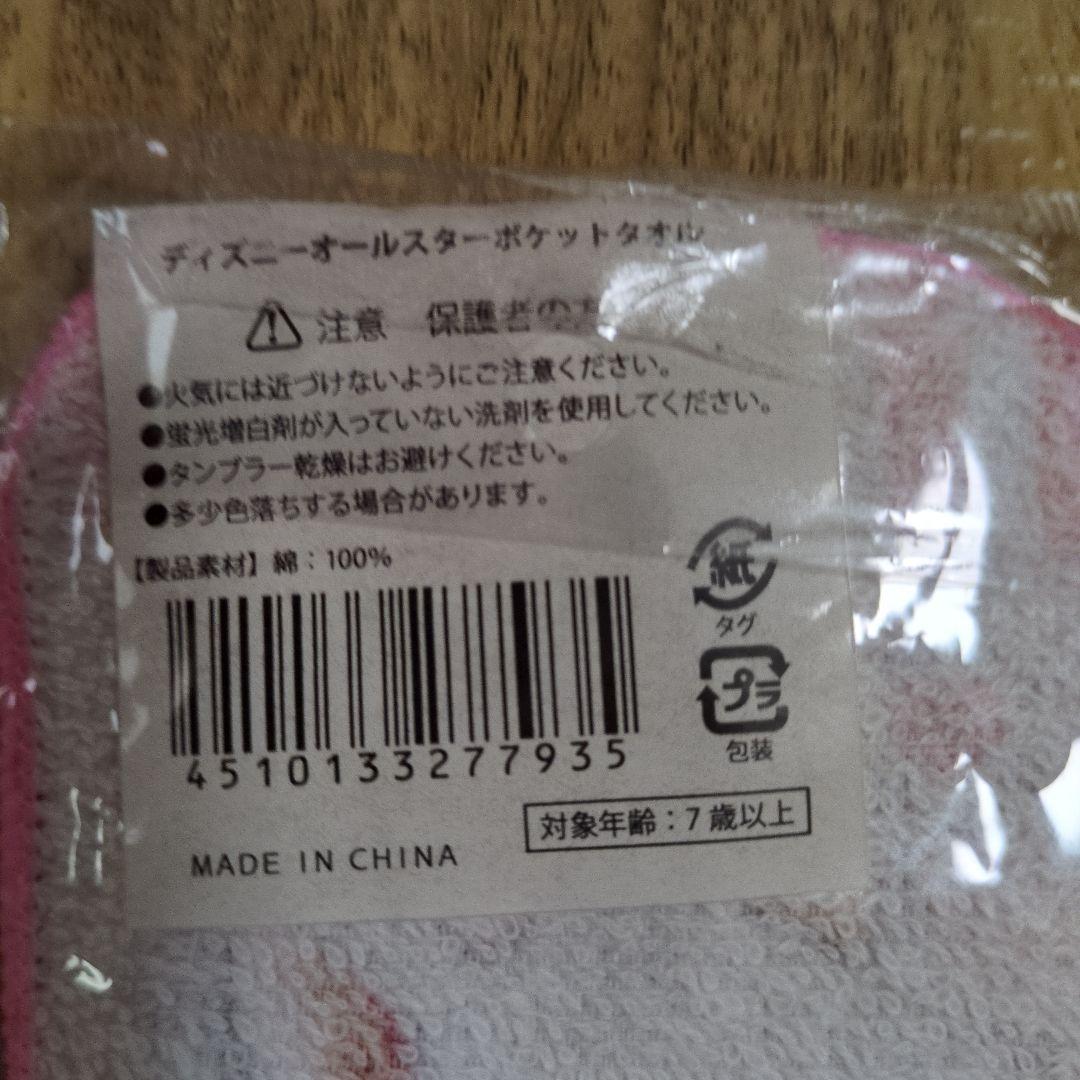 ディズニーオールスターポケットタオル
注意 保護者の方
●火気には近づけないようにご注意ください。
●蛍光増白剤が入っていない洗剤を使用してください。
●タンブラー乾燥はお避けください。
●多少色落ちする場合があります。
【製品素材】綿：100%
紙
タグ
プラ
包装
4510133277935
対象年齢：7歳以上
MADE IN CHINA